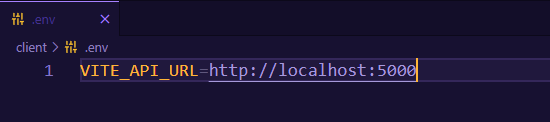 .env
client > .env
1 VITE_API_URL=http://localhost:5000